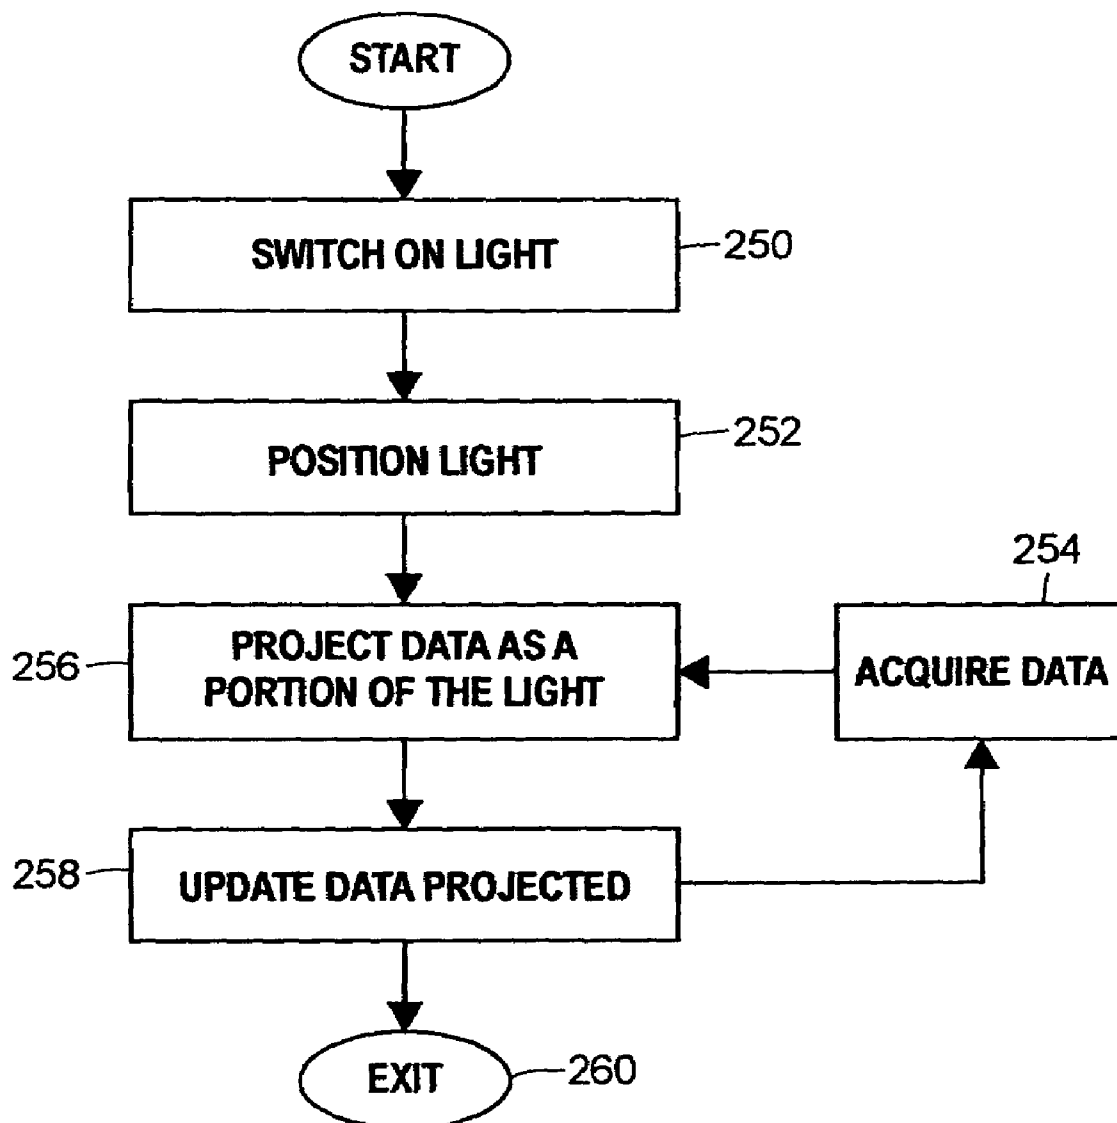 START
SWITCH ON LIGHT
250
POSITION LIGHT
252
254
256
PROJECT DATA AS A
PORTION OF THE LIGHT
ACQUIRE DATA
258
UPDATE DATA PROJECTED
EXIT
260